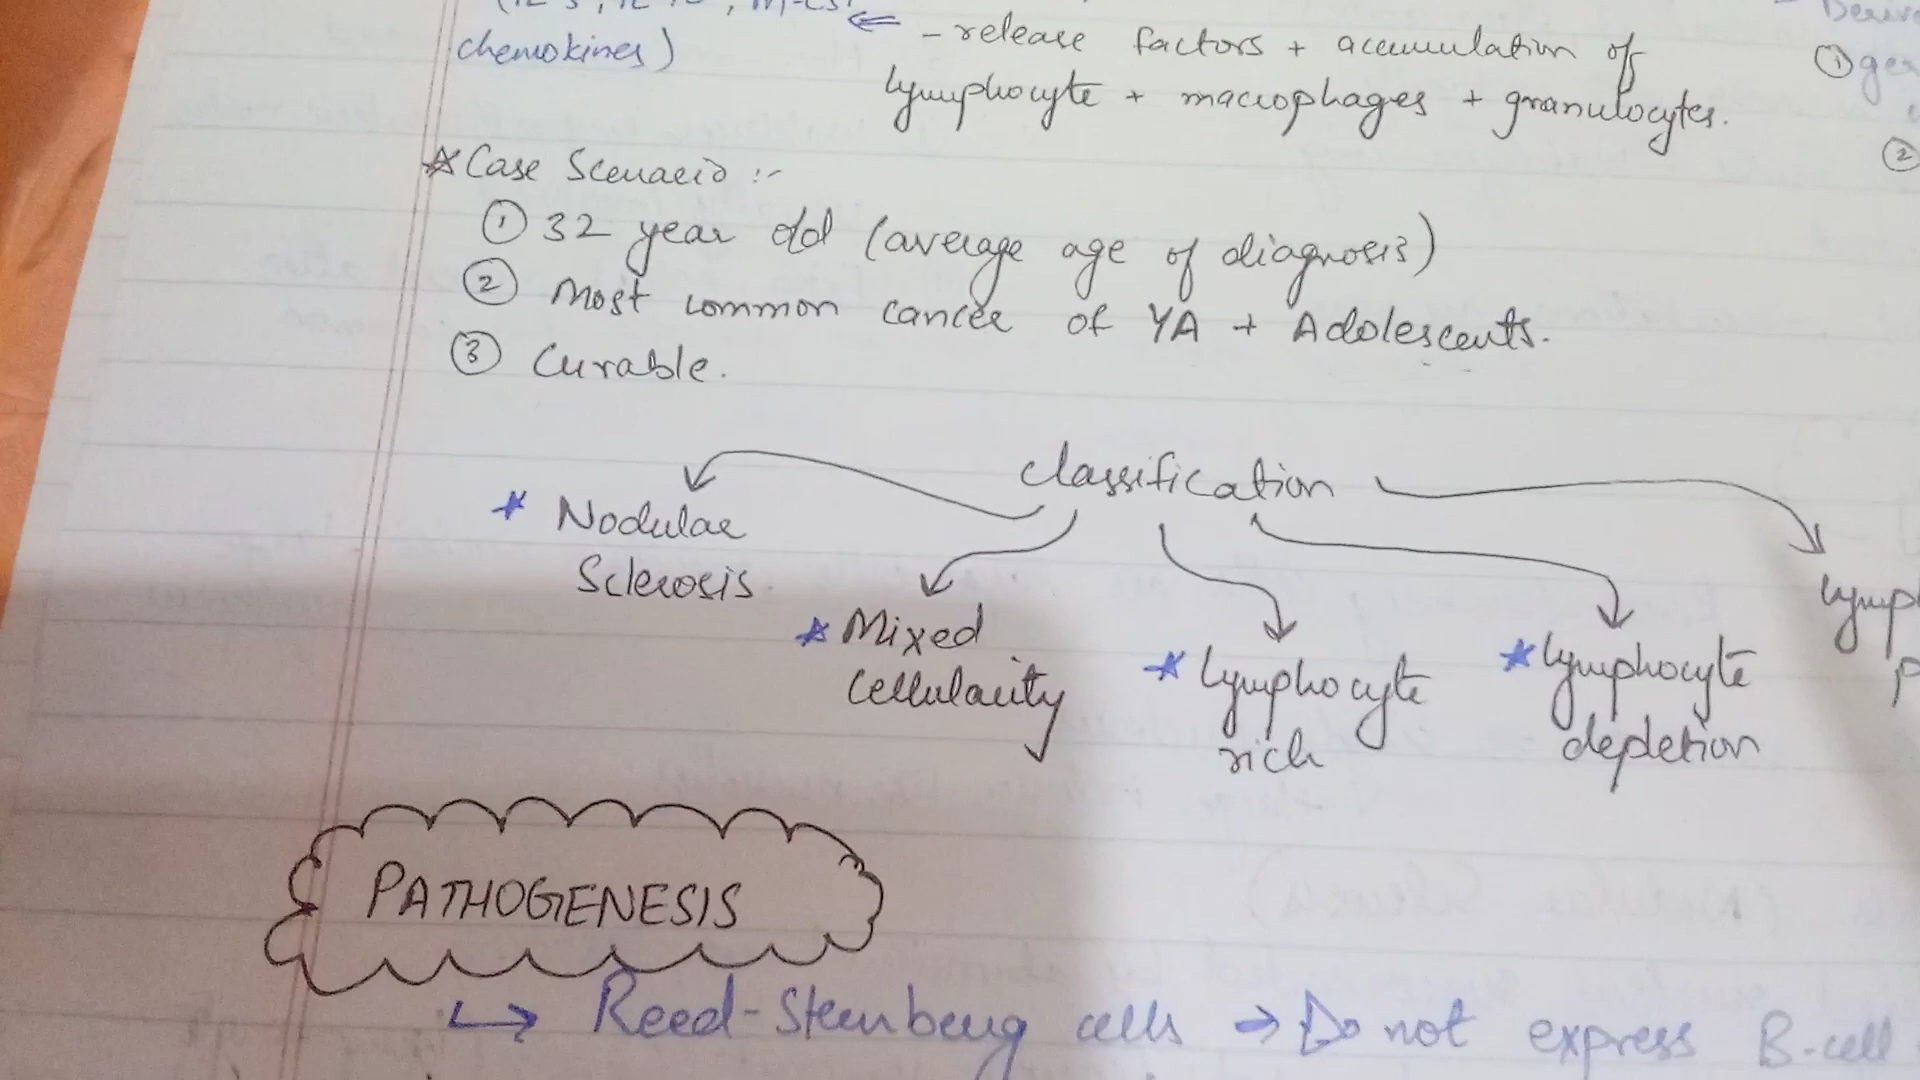 chemokines)
← - release factors + accumulation of
lymphocyte + macrophages + granulocytes.
☆ Case Scenario :-
① 32 year old (average age of diagnosis)
② Most common cancer of YA + Adolescents.
③ Curable.
classification
* Nodular
Sclerosis.
* Mixed
cellularity
* Lymphocyte
rich
* Lymphocyte
depletion
PATHOGENESIS
↳ Reed-Sternberg cells → Do not express B-cell
①
②